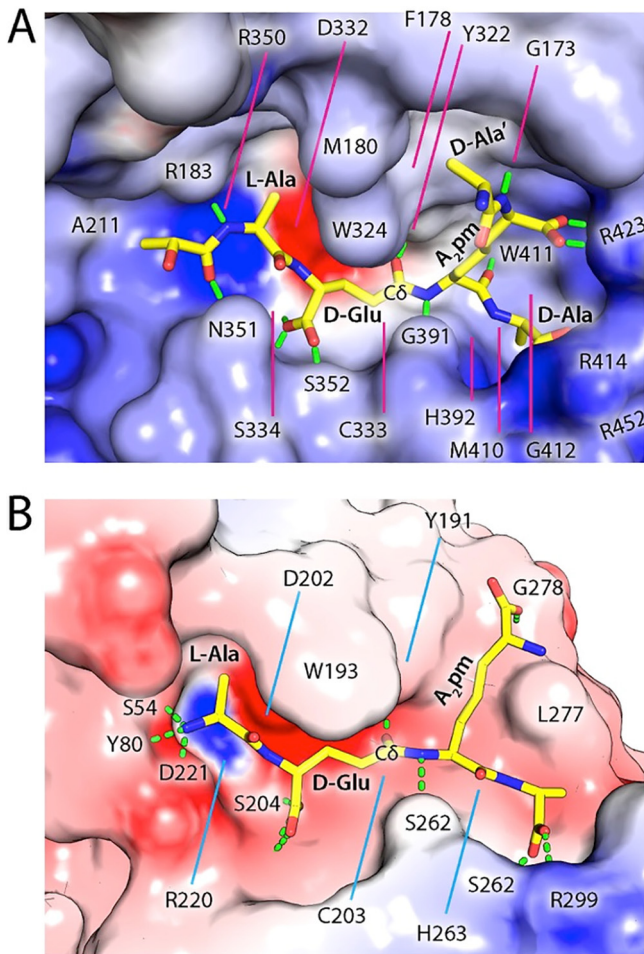 A
R350
D332
F178
Y322
G173
M180
D-Ala'
R183
L-Ala
A211
W324
A₂pm
W411
R423
Cδ
N351
D-Glu
G391
D-Ala
S352
R414
S334
C333
H392
M410
G412
R452
B
Y191
D202
G278
L-Ala
W193
A₂pm
S54
L277
Y80
D221
Cδ
D-Glu
S204
S262
R220
C203
H263
S262
R299